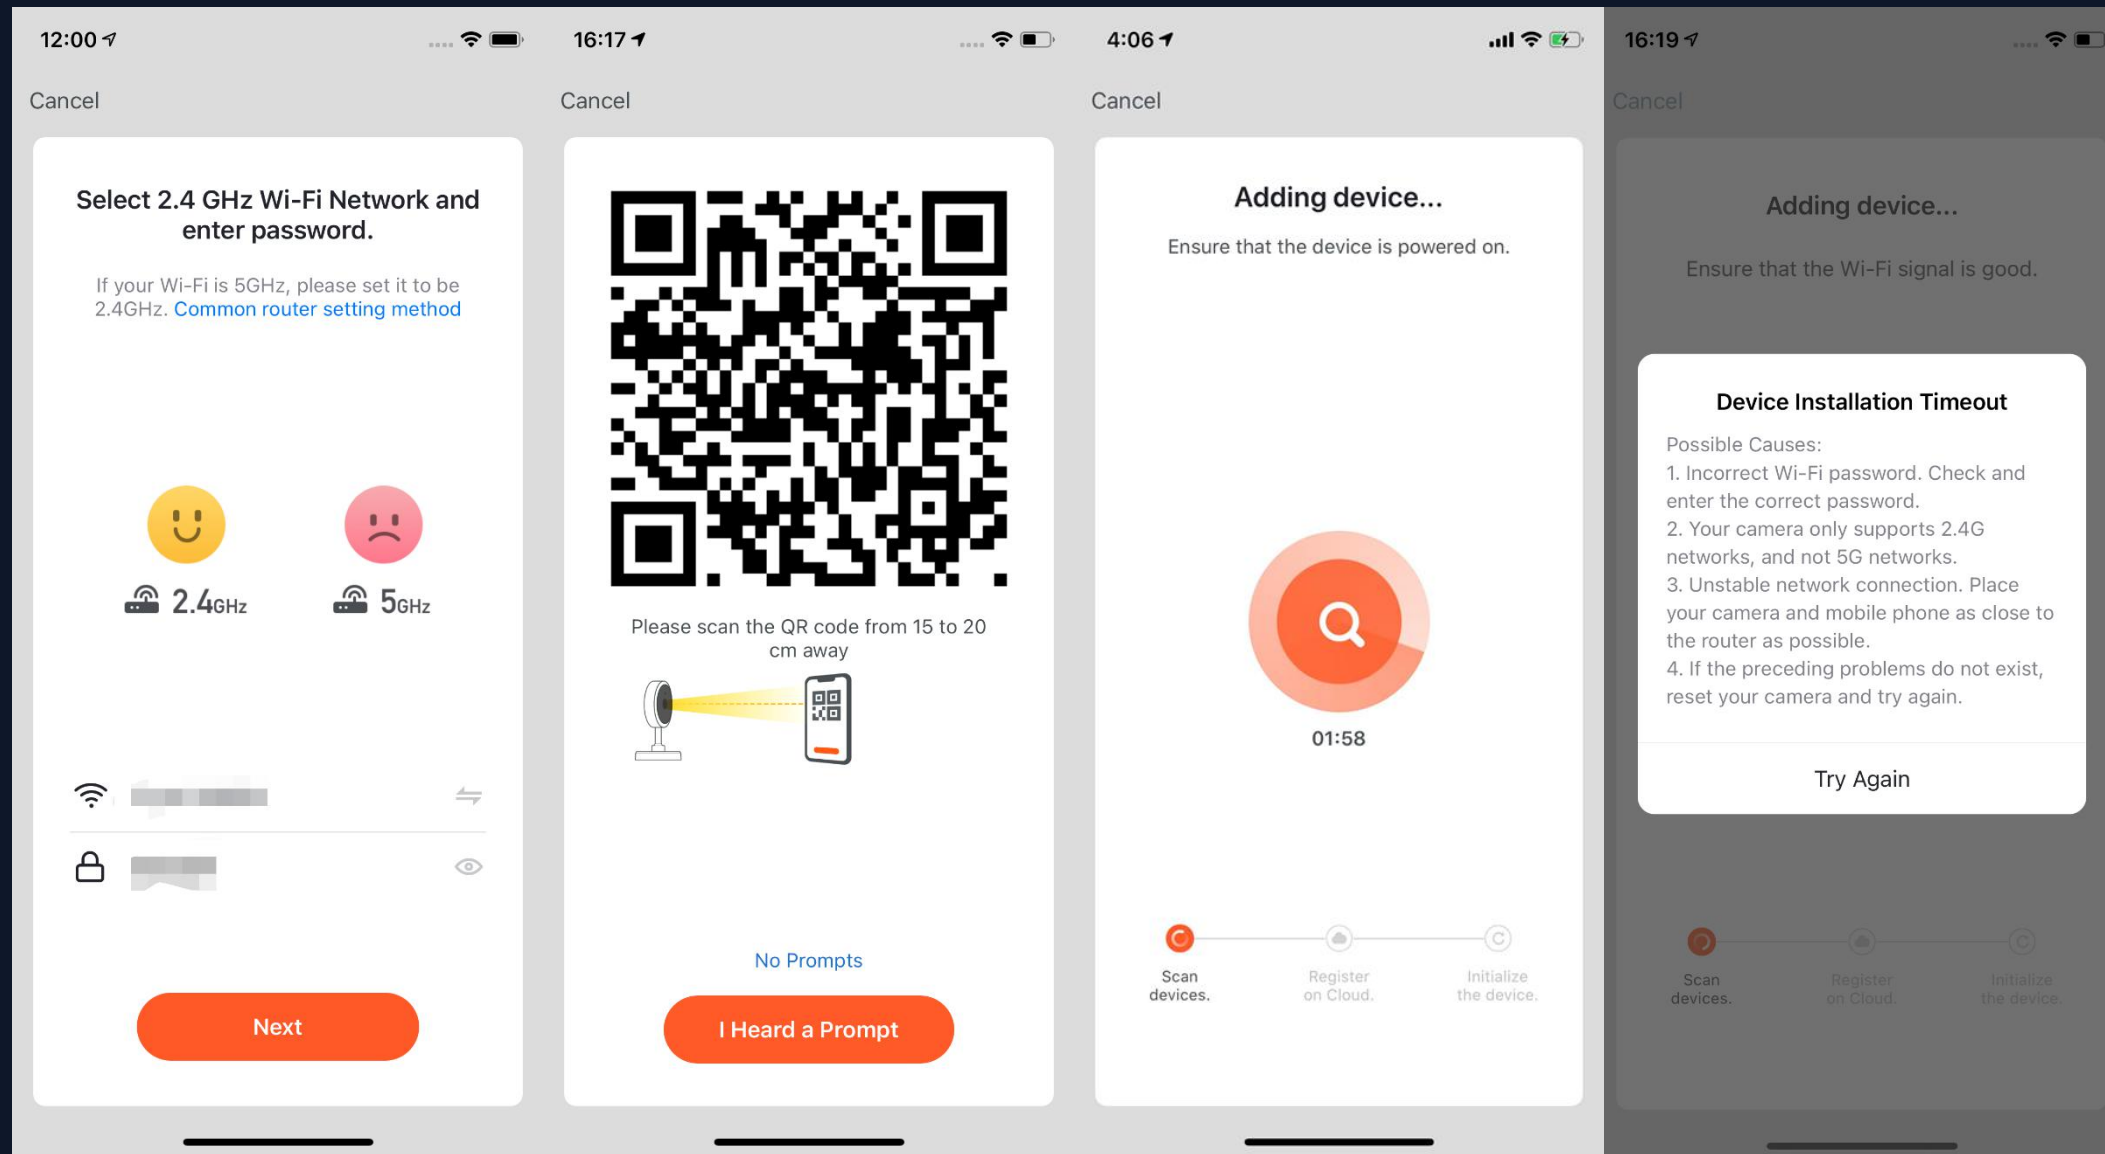 12:00
Cancel
Select 2.4 GHz Wi-Fi Network and
enter password.
If your Wi-Fi is 5GHz, please set it to be
2.4GHz. Common router setting method
2.4GHz
5GHz
Next
16:17
Cancel
Please scan the QR code from 15 to 20
cm away
No Prompts
I Heard a Prompt
4:06
Cancel
Adding device...
Ensure that the device is powered on.
01:58
Scan
devices.
Register
on Cloud.
Initialize
the device.
16:19
Cancel
Adding device...
Ensure that the Wi-Fi signal is good.
Device Installation Timeout
Possible Causes:
1. Incorrect Wi-Fi password. Check and
enter the correct password.
2. Your camera only supports 2.4G
networks, and not 5G networks.
3. Unstable network connection. Place
your camera and mobile phone as close to
the router as possible.
4. If the preceding problems do not exist,
reset your camera and try again.
Try Again
Scan
devices.
Register
on Cloud.
Initialize
the device.